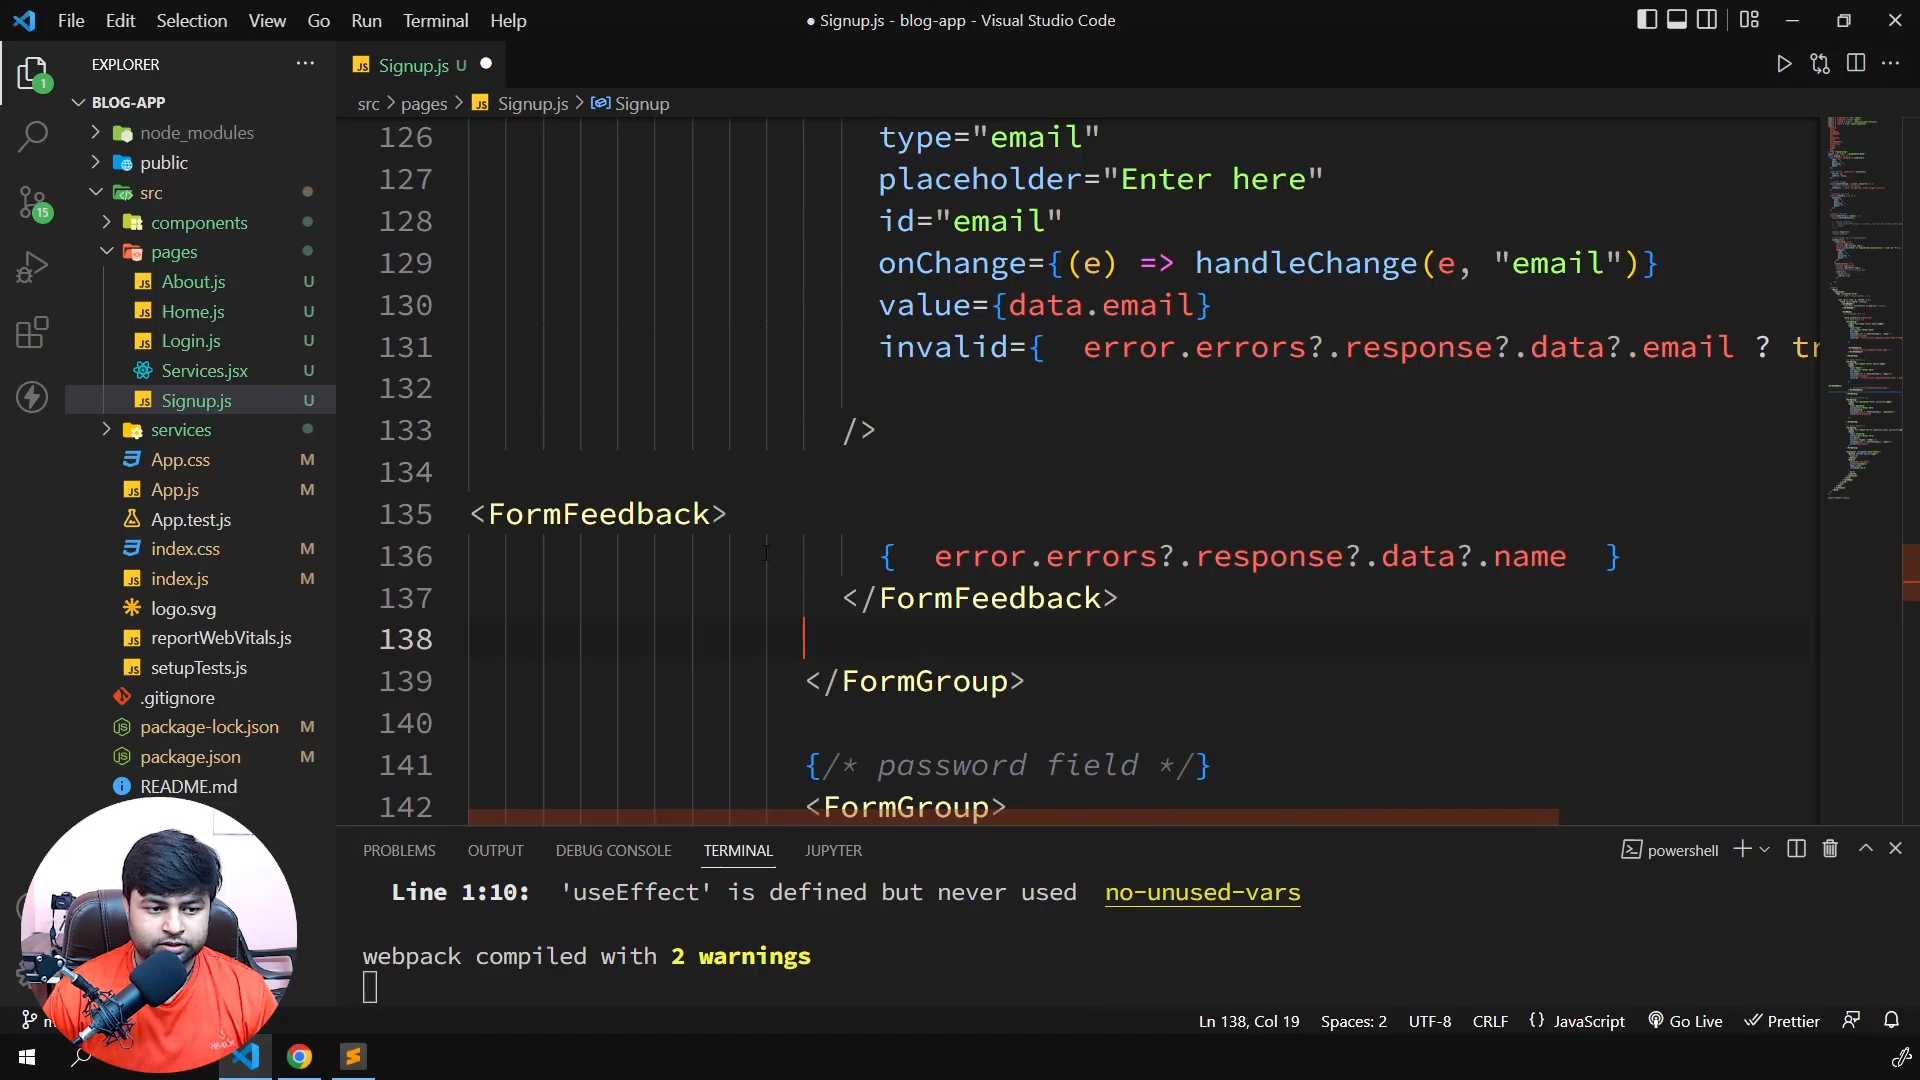 File Edit Selection View Go Run Terminal Help
● Signup.js - blog-app - Visual Studio Code
EXPLORER
Signup.js U
BLOG-APP
src > pages > Signup.js > Signup
node_modules
public
src
components
pages
About.js U
Home.js U
Login.js U
Services.jsx U
Signup.js U
services
App.css M
App.js M
App.test.js
index.css M
index.js M
logo.svg
reportWebVitals.js
setupTests.js
.gitignore
package-lock.json M
package.json M
README.md
1
15
126 type="email"
127 placeholder="Enter here"
128 id="email"
129 onChange={(e) => handleChange(e, "email")}
130 value={data.email}
131 invalid={  error.errors?.response?.data?.email ? tr
132
133 />
134
135 <FormFeedback>
136 {  error.errors?.response?.data?.name  }
137 </FormFeedback>
138
139 </FormGroup>
140
141 {/* password field */}
142 <FormGroup>
PROBLEMS OUTPUT DEBUG CONSOLE TERMINAL JUPYTER
powershell
Line 1:10:  'useEffect' is defined but never used  no-unused-vars
webpack compiled with 2 warnings
Ln 138, Col 19 Spaces: 2 UTF-8 CRLF {} JavaScript Go Live Prettier